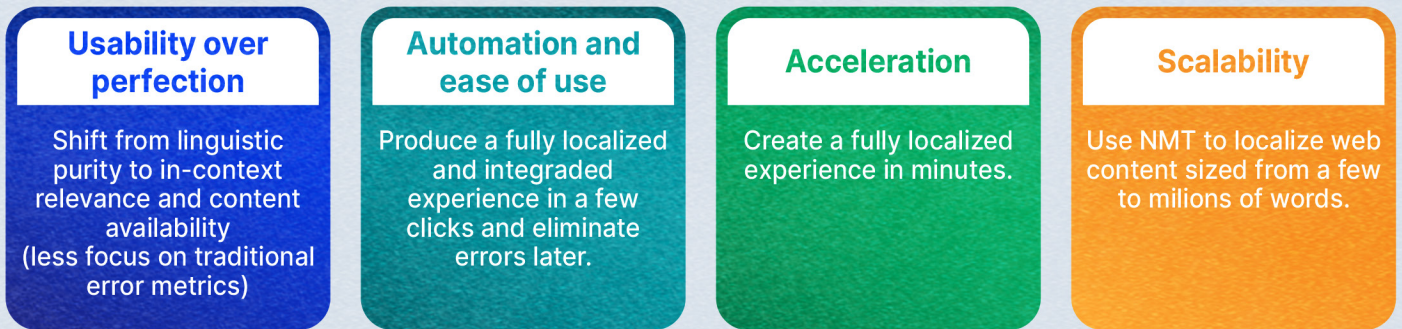 Usability over
perfection
Shift from linguistic
purity to in-context
relevance and content
availability
(less focus on traditional
error metrics)
Automation and
ease of use
Produce a fully localized
and integraded
experience in a few
clicks and eliminate
errors later.
Acceleration
Create a fully localized
experience in minutes.
Scalability
Use NMT to localize web
content sized from a few
to milions of words.